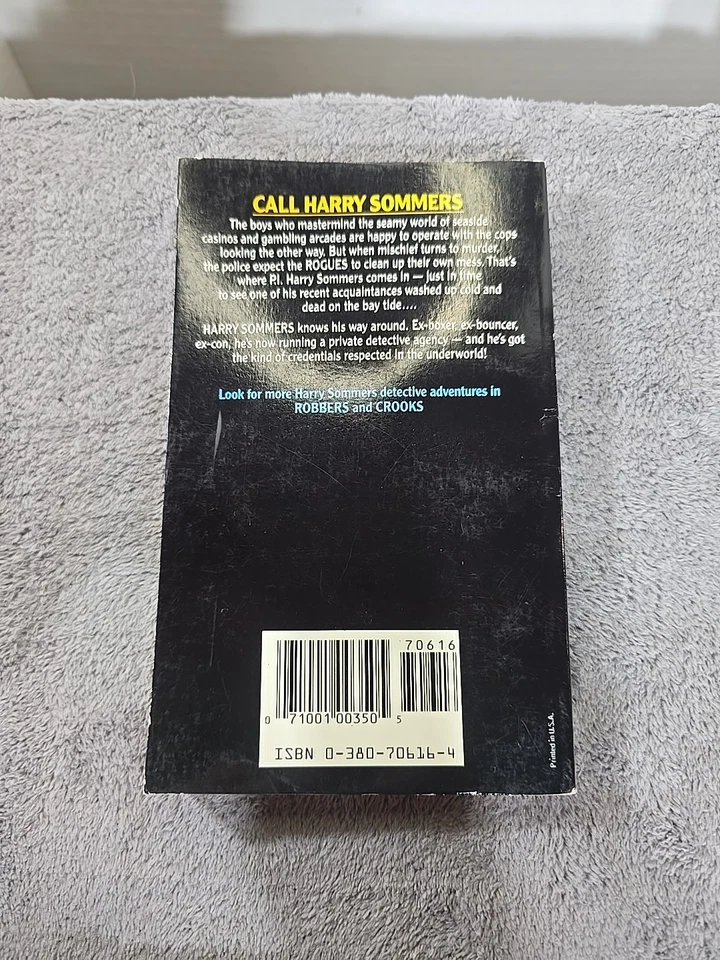 CALL HARRY SOMMERS
The boys who mastermind the seamy world of seaside
casinos and gambling arcades are happy to operate with the cops
looking the other way. But when mischief turns to murder,
the police expect the ROGUES to clean up their own mess. That's
where P.I. Harry Sommers comes in — just in time
to see one of his recent acquaintances washed up cold and
dead on the bay tide....
HARRY SOMMERS knows his way around. Ex-boxer, ex-bouncer,
ex-con, he's now running a private detective agency — and he's got
the kind of credentials respected in the underworld!
Look for more Harry Sommers detective adventures in
ROBBERS and CROOKS
70616
0 71001 00350 5
ISBN 0-380-70616-4
Printed in U.S.A.